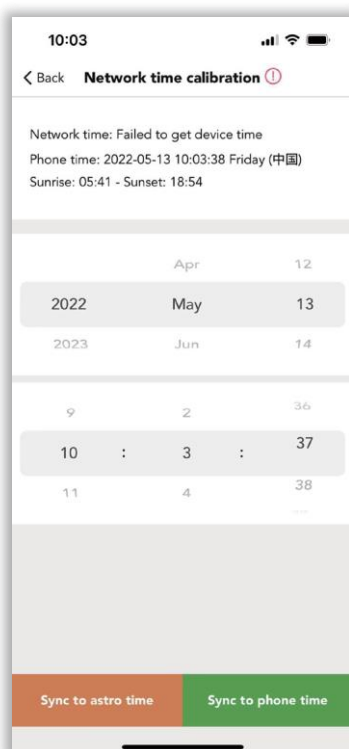 10:03
Back Network time calibration
Network time: Failed to get device time
Phone time: 2022-05-13 10:03:38 Friday (中国)
Sunrise: 05:41 - Sunset: 18:54
Apr 12
2022 May 13
2023 Jun 14
9 2 36
10 : 3 : 37
11 4 38
Sync to astro time Sync to phone time